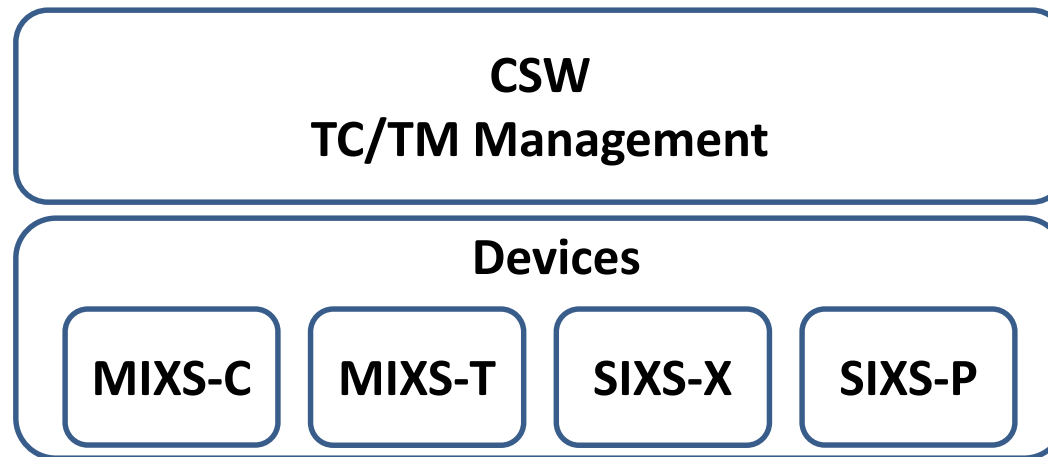 CSW
TC/TM Management
Devices
MIXS-C
MIXS-T
SIXS-X
SIXS-P